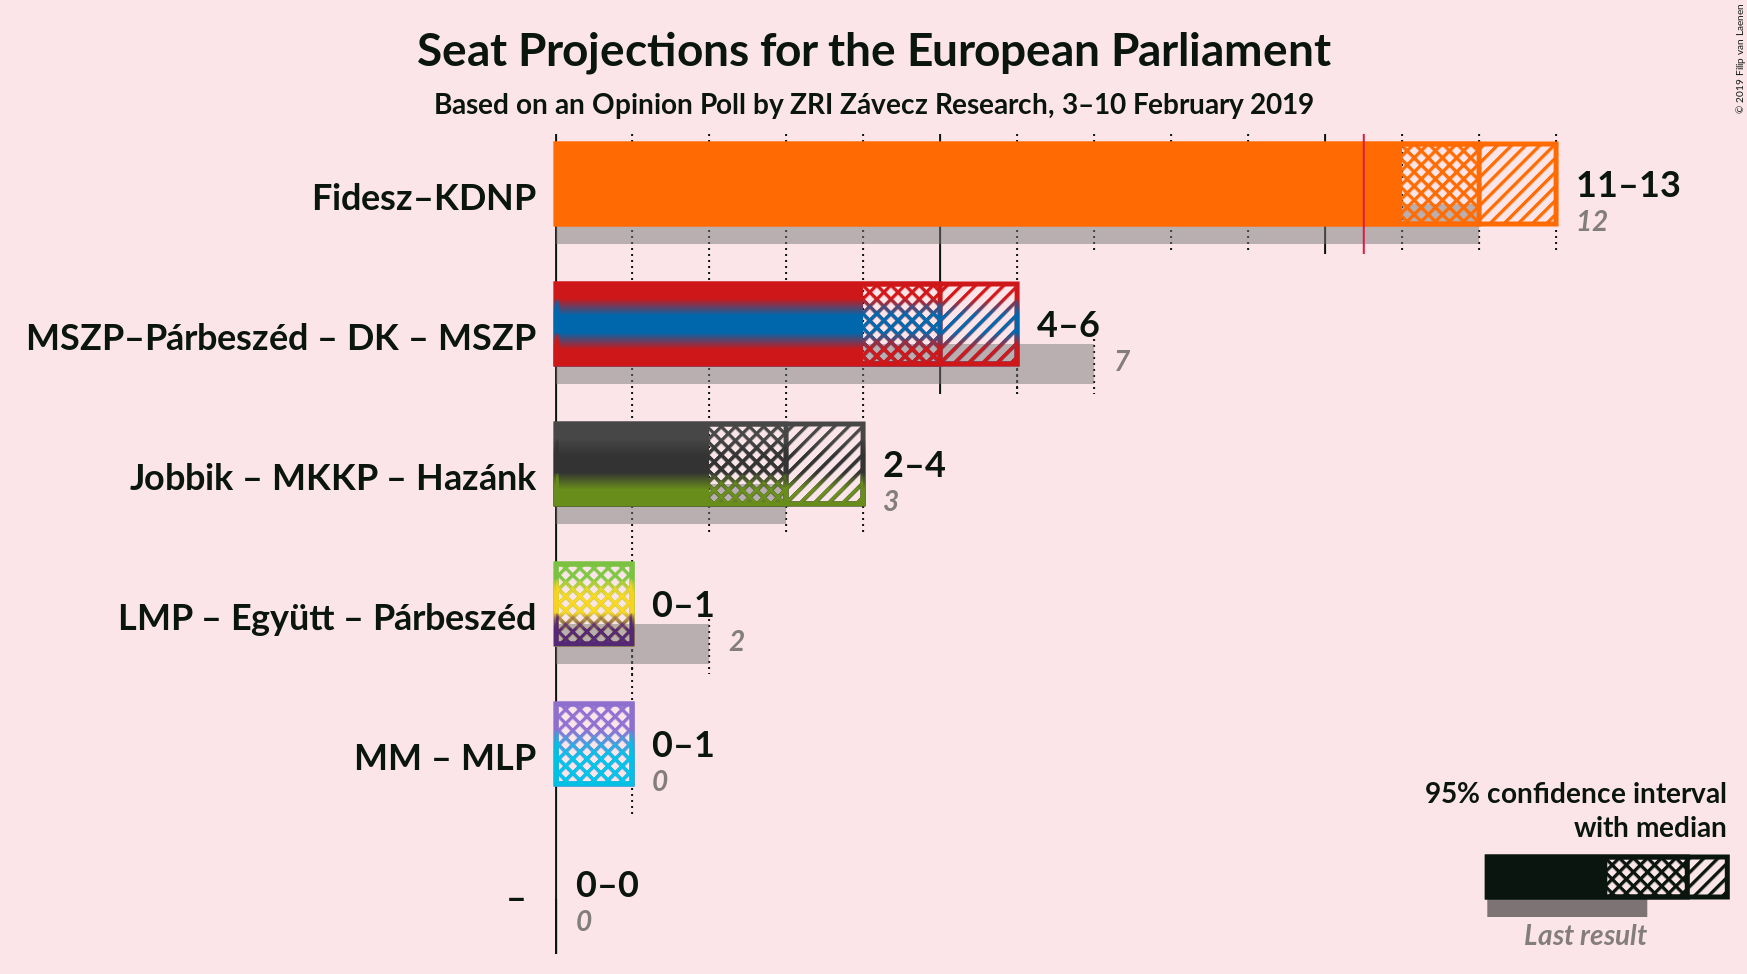 Seat Projections for the European Parliament
Based on an Opinion Poll by ZRI Závecz Research, 3–10 February 2019
© 2019 Filip van Laenen
Fidesz–KDNP
11–13
12
MSZP–Párbeszéd – DK – MSZP
4–6
7
Jobbik – MKKP – Hazánk
2–4
3
LMP – Együtt – Párbeszéd
0–1
2
MM – MLP
0–1
0
–
0–0
0
95% confidence interval
with median
Last result